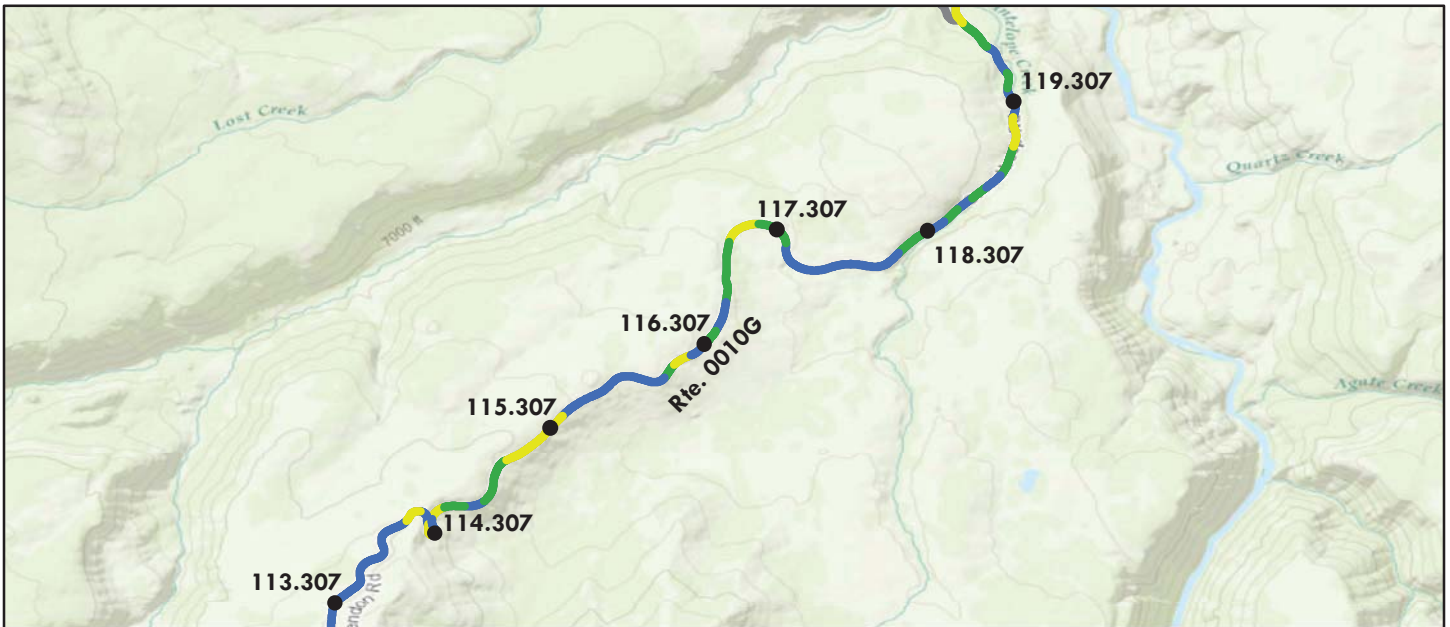 119.307
Lost Creek
Quartz Creek
117.307
7000 ft
118.307
116.307
Rte. 0010G
Agate Creek
115.307
114.307
113.307